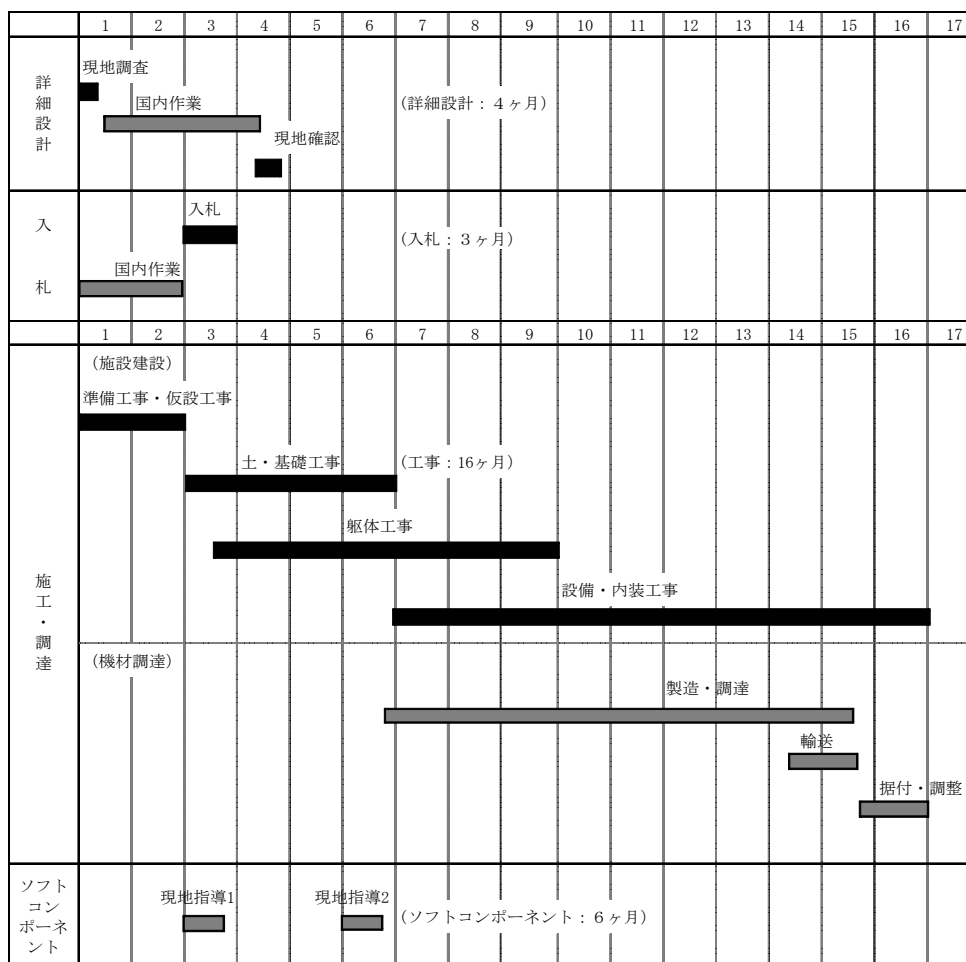 1 2 3 4 5 6 7 8 9 10 11 12 13 14 15 16 17
詳細設計
現地調査
国内作業
(詳細設計：４ヶ月)
現地確認
入札
入札
(入札：３ヶ月)
国内作業
1 2 3 4 5 6 7 8 9 10 11 12 13 14 15 16 17
施工・調達
(施設建設)
準備工事・仮設工事
土・基礎工事
(工事：16ヶ月)
躯体工事
設備・内装工事
(機材調達)
製造・調達
輸送
据付・調整
ソフト
コン
ポーネ
ント
現地指導1
現地指導2
(ソフトコンポーネント：６ヶ月)